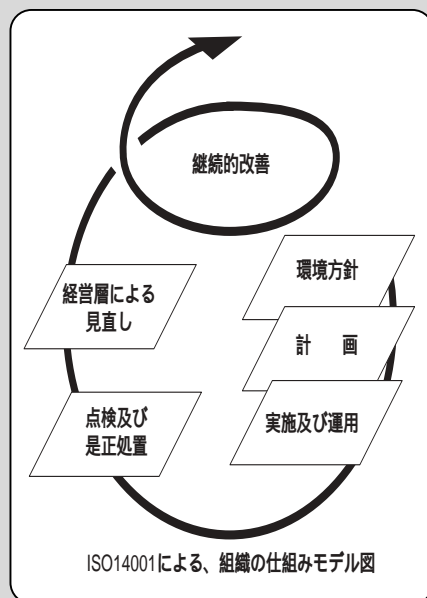 継続的改善
環境方針
計　画
実施及び運用
点検及び
是正処置
経営層による
見直し
ISO14001による、組織の仕組みモデル図